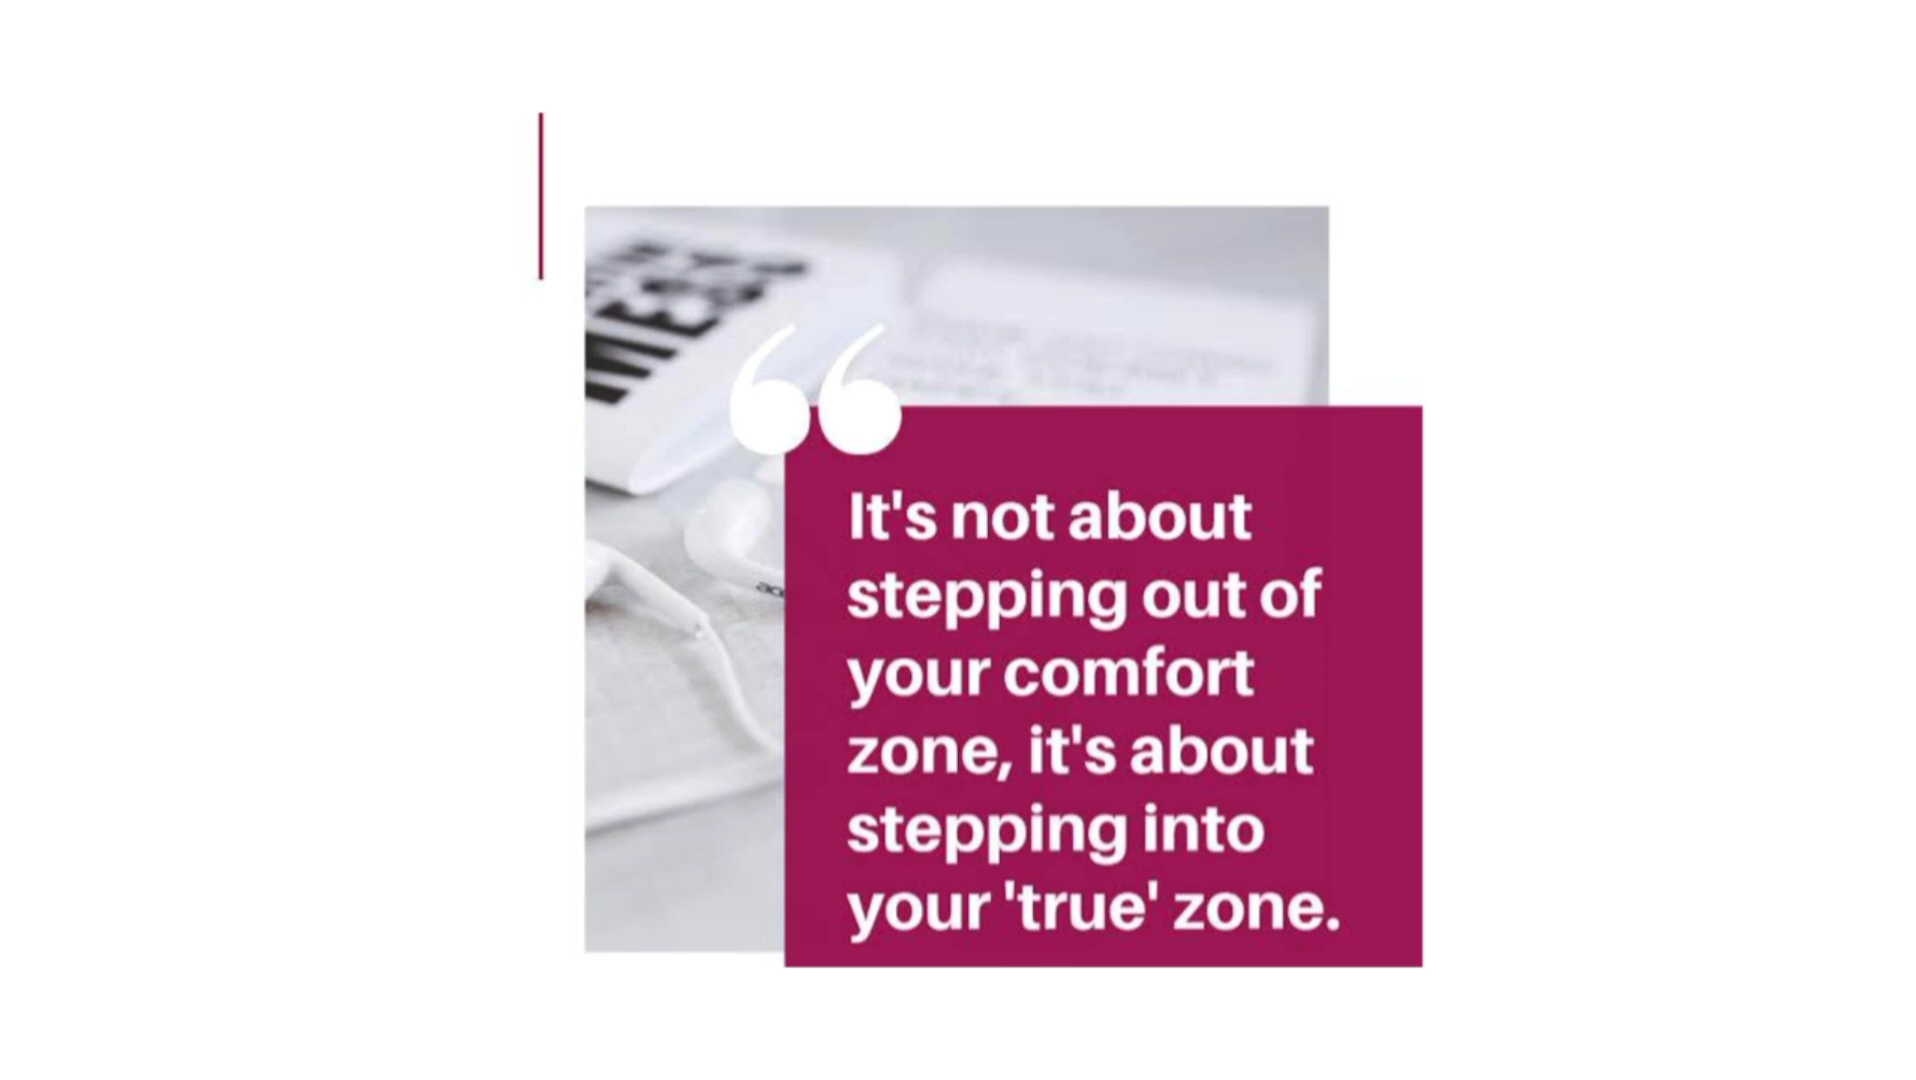 It's not about
stepping out of
your comfort
zone, it's about
stepping into
your 'true' zone.